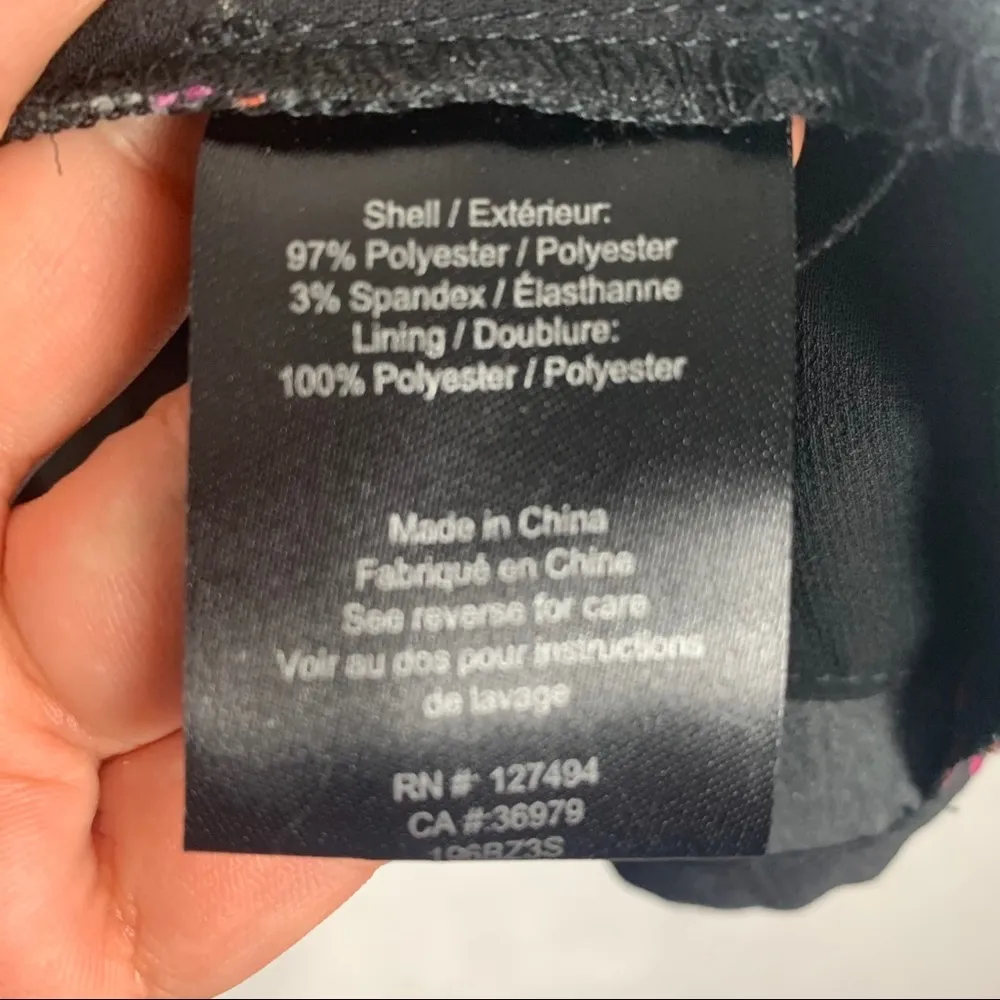 Shell / Extérieur:
97% Polyester / Polyester
3% Spandex / Élasthanne
Lining / Doublure:
100% Polyester / Polyester
Made in China
Fabriqué en Chine
See reverse for care
Voir au dos pour instructions
de lavage
RN # 127494
CA #:36979